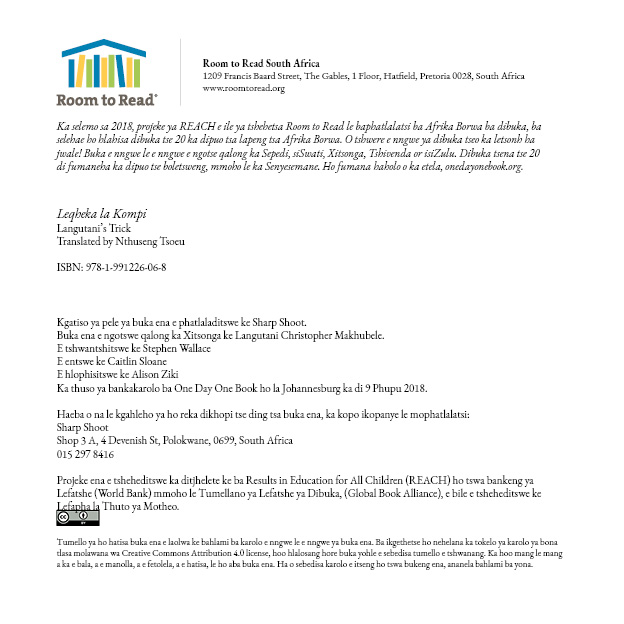 Room to Read®
Room to Read South Africa
1209 Francis Baard Street, The Gables, 1 Floor, Hatfield, Pretoria 0028, South Africa
www.roomtoread.org
Ka selemo sa 2018, projeke ya REACH e ile ya tshehetsa Room to Read le baphatlalatsi ba Afrika Borwa ba dibuka, ba
selehae ho hlahisa dibuka tse 20 ka dipuo tsa lapeng tsa Afrika Borwa. O tshwere e nngwe ya dibuka tseo ka letsonh ha
jwale! Buka e nngwe le e nngwe e ngotse qalong ka Sepedi, siSwati, Xitsonga, Tshivenda or isiZulu. Dibuka tsena tse 20
di fumaneha ka dipuo tse boletsweng, mmoho le ka Senyesemane. Ho fumana haholo o ka etela, onedayonebook.org.
Leqheka la Kompi
Langutani's Trick
Translated by Nthuseng Tsoeu
ISBN: 978-1-991226-06-8
Kgatiso ya pele ya buka ena e phatlaladitswe ke Sharp Shoot.
Buka ena e ngotswe qalong ka Xitsonga ke Langutani Christopher Makhubele.
E tshwantshitswe ke Stephen Wallace
E entswe ke Caitlin Sloane
E hlophisitswe ke Alison Ziki
Ka thuso ya bankakarolo ba One Day One Book ho la Johannesburg ka di 9 Phupu 2018.
Haeba o na le kgahleho ya ho reka dikhopi tse ding tsa buka ena, ka kopo ikopanye le mophatlalatsi:
Sharp Shoot
Shop 3 A, 4 Devenish St, Polokwane, 0699, South Africa
015 297 8416
Projeke ena e tsheheditswe ka ditjhelete ke ba Results in Education for All Children (REACH) ho tswa bankeng ya
Lefatshe (World Bank) mmoho le Tumellano ya Lefatshe ya Dibuka, (Global Book Alliance), e bile e tsheheditswe ke
Lefapha la Thuto ya Motheo.
cc BY
Tumello ya ho hatisa buka ena e laolwa ke bahlami ba karolo e nngwe le e nngwe ya buka ena. Ba ikgethetse ho nehelana ka tokelo ya karolo ya bona
tlasa molawana wa Creative Commons Attribution 4.0 license, hoo hlalosang hore buka yohle e sebedisa tumello e tshwanang. Ka hoo mang le mang
a ka e bala, a e manolla, a e fetolela, a e hatisa, le ho aba buka ena. Ha o sebedisa karolo e itseng ho tswa bukeng ena, ananela bahlami ba yona.